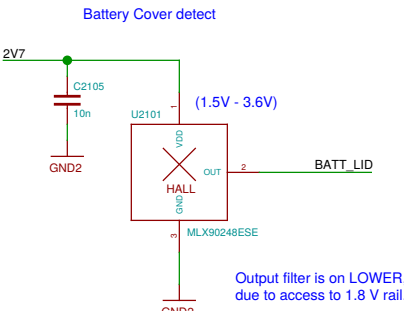 Battery Cover detect
2V7
C2105
10n
GND2
1
(1.5V - 3.6V)
U2101
VDD
OUT
2
BATT_LID
HALL
GND
3
MLX90248ESE
Output filter is on LOWER
due to access to 1.8 V rail
GND2